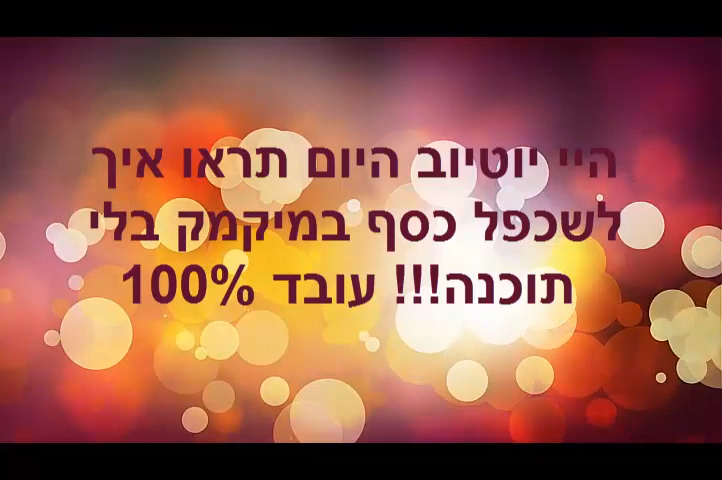 היי יוטיוב היום תראו איך
לשכפל כסף במיקמק בלי
תוכנה!!! עובד 100%